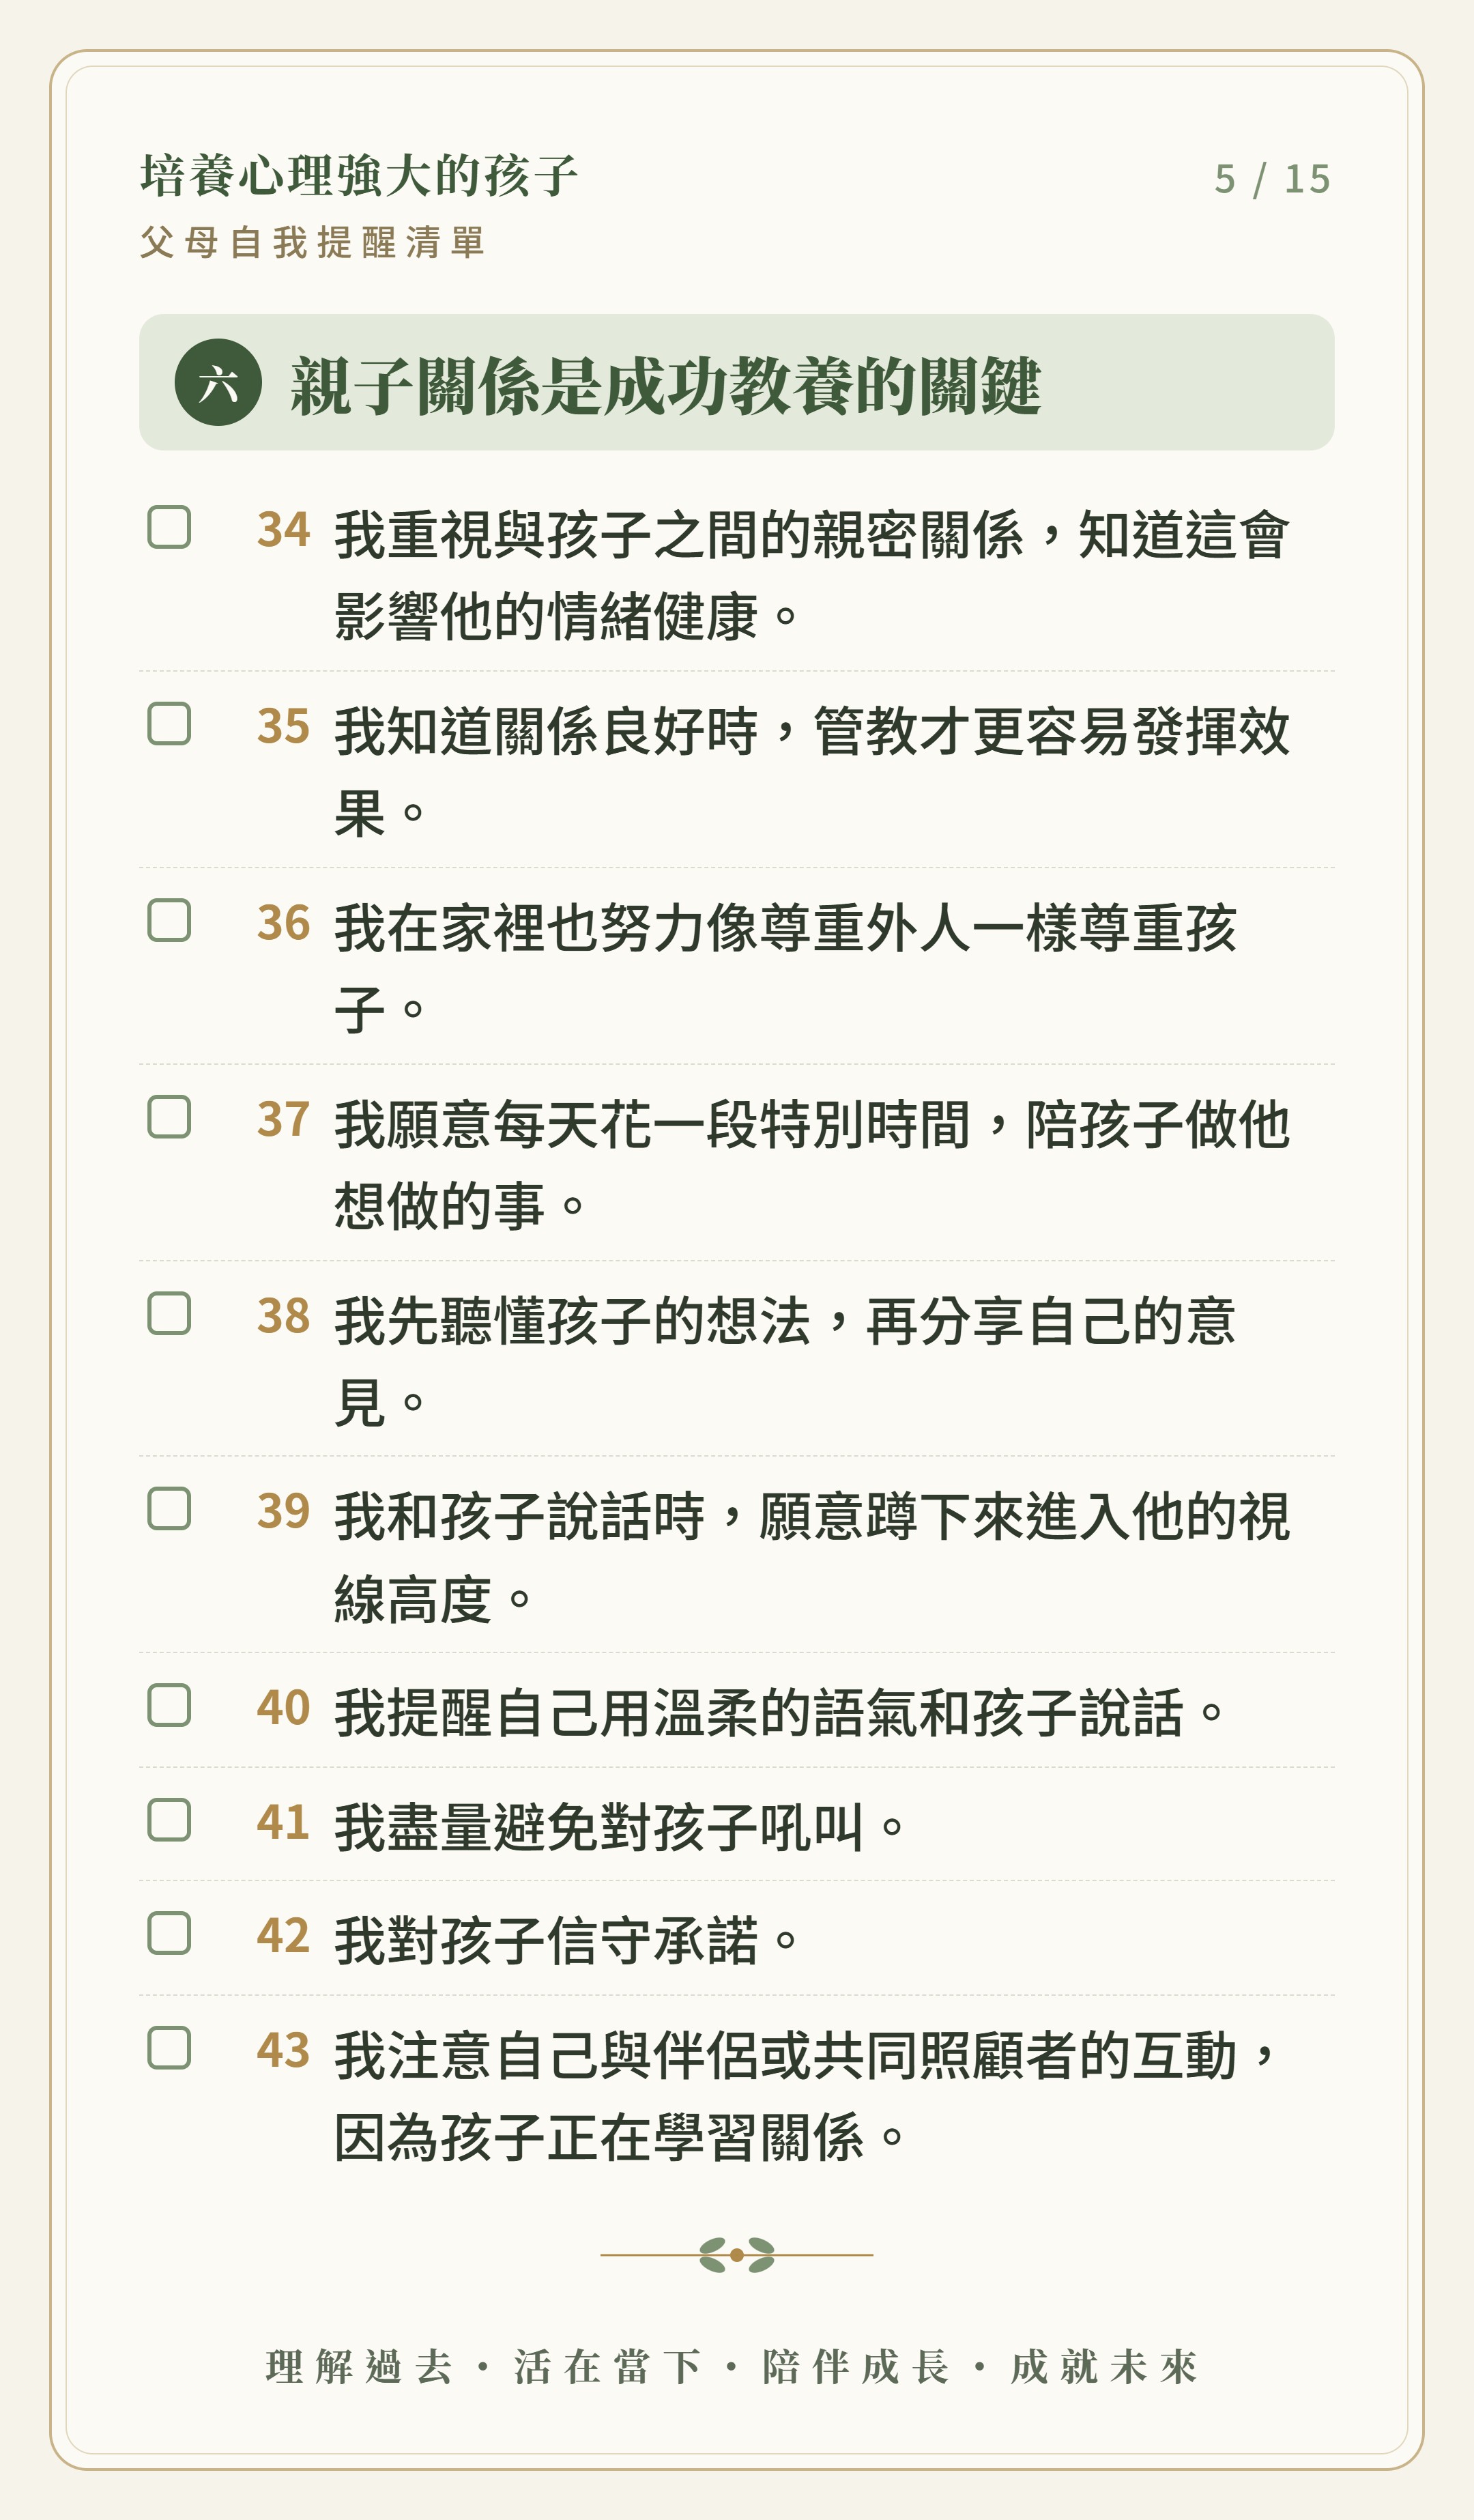 培養心理強大的孩子
5 / 15
父母自我提醒清單
六 親子關係是成功教養的關鍵
34 我重視與孩子之間的親密關係，知道這會
影響他的情緒健康。
35 我知道關係良好時，管教才更容易發揮效
果。
36 我在家裡也努力像尊重外人一樣尊重孩
子。
37 我願意每天花一段特別時間，陪孩子做他
想做的事。
38 我先聽懂孩子的想法，再分享自己的意
見。
39 我和孩子說話時，願意蹲下來進入他的視
線高度。
40 我提醒自己用溫柔的語氣和孩子說話。
41 我盡量避免對孩子吼叫。
42 我對孩子信守承諾。
43 我注意自己與伴侶或共同照顧者的互動，
因為孩子正在學習關係。
理解過去・活在當下・陪伴成長・成就未來